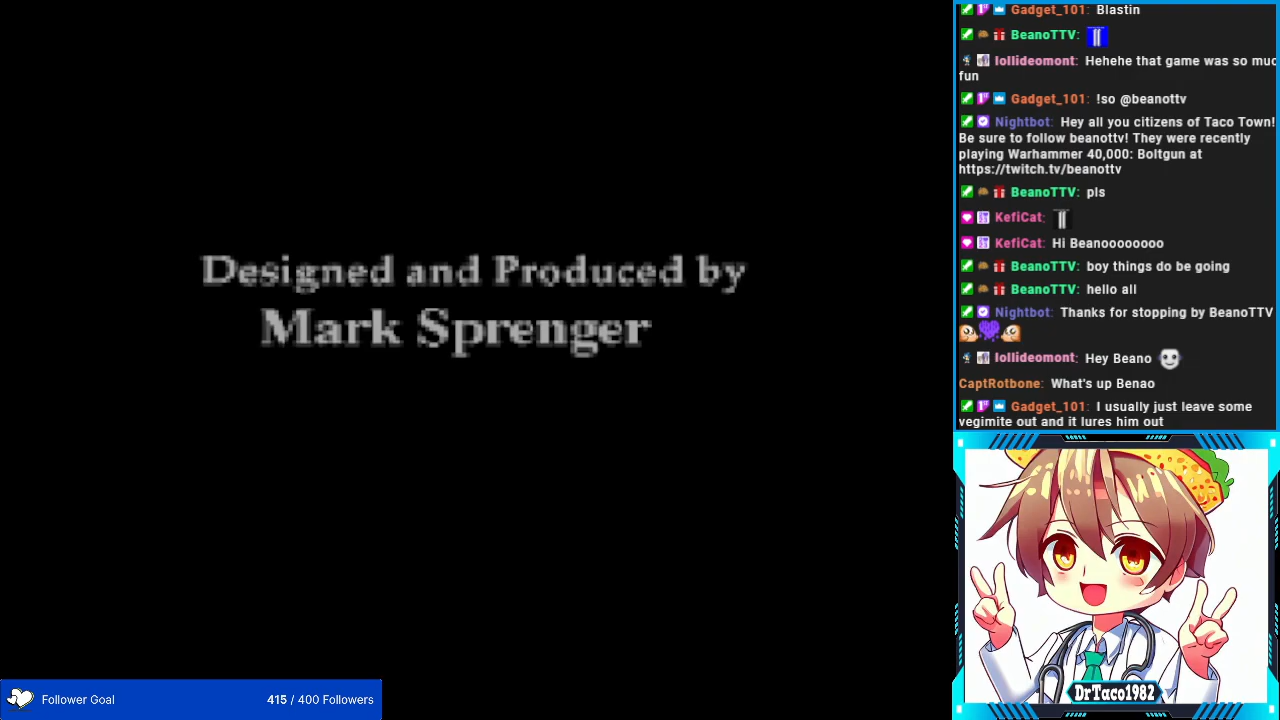 Designed and Produced by
Mark Sprenger
Gadget_101: Blastin
BeanoTTV:
lollideomont: Hehehe that game was so muc
fun
Gadget_101: !so @beanottv
Nightbot: Hey all you citizens of Taco Town!
Be sure to follow beanottv! They were recently
playing Warhammer 40,000: Boltgun at
https://twitch.tv/beanottv
BeanoTTV: pls
KefiCat:
KefiCat: Hi Beanoooooooo
BeanoTTV: boy things do be going
BeanoTTV: hello all
Nightbot: Thanks for stopping by BeanoTTV
lollideomont: Hey Beano
CaptRotbone: What's up Benao
Gadget_101: I usually just leave some
vegimite out and it lures him out
DrTaco1982
Follower Goal 415 / 400 Followers